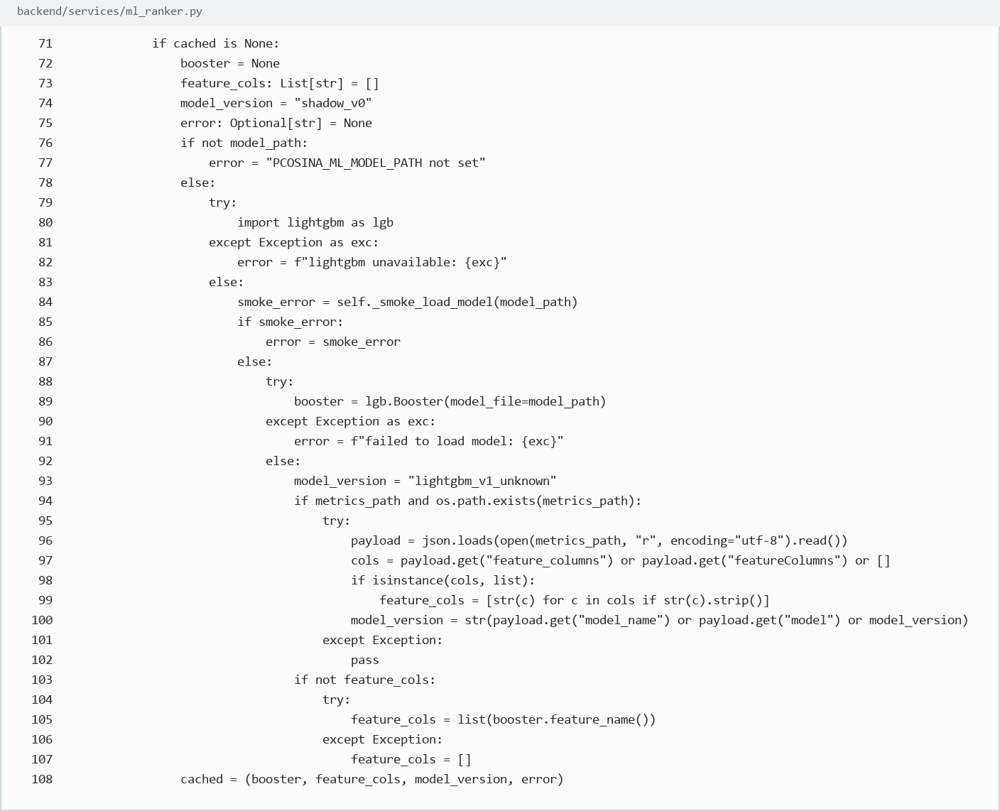 backend/services/ml_ranker.py
71 if cached is None:
72 booster = None
73 feature_cols: List[str] = []
74 model_version = "shadow_v0"
75 error: Optional[str] = None
76 if not model_path:
77 error = "PCOSINA_ML_MODEL_PATH not set"
78 else:
79 try:
80 import lightgbm as lgb
81 except Exception as exc:
82 error = f"lightgbm unavailable: {exc}"
83 else:
84 smoke_error = self._smoke_load_model(model_path)
85 if smoke_error:
86 error = smoke_error
87 else:
88 try:
89 booster = lgb.Booster(model_file=model_path)
90 except Exception as exc:
91 error = f"failed to load model: {exc}"
92 else:
93 model_version = "lightgbm_v1_unknown"
94 if metrics_path and os.path.exists(metrics_path):
95 try:
96 payload = json.loads(open(metrics_path, "r", encoding="utf-8").read())
97 cols = payload.get("feature_columns") or payload.get("featureColumns") or []
98 if isinstance(cols, list):
99 feature_cols = [str(c) for c in cols if str(c).strip()]
100 model_version = str(payload.get("model_name") or payload.get("model") or model_version)
101 except Exception:
102 pass
103 if not feature_cols:
104 try:
105 feature_cols = list(booster.feature_name())
106 except Exception:
107 feature_cols = []
108 cached = (booster, feature_cols, model_version, error)